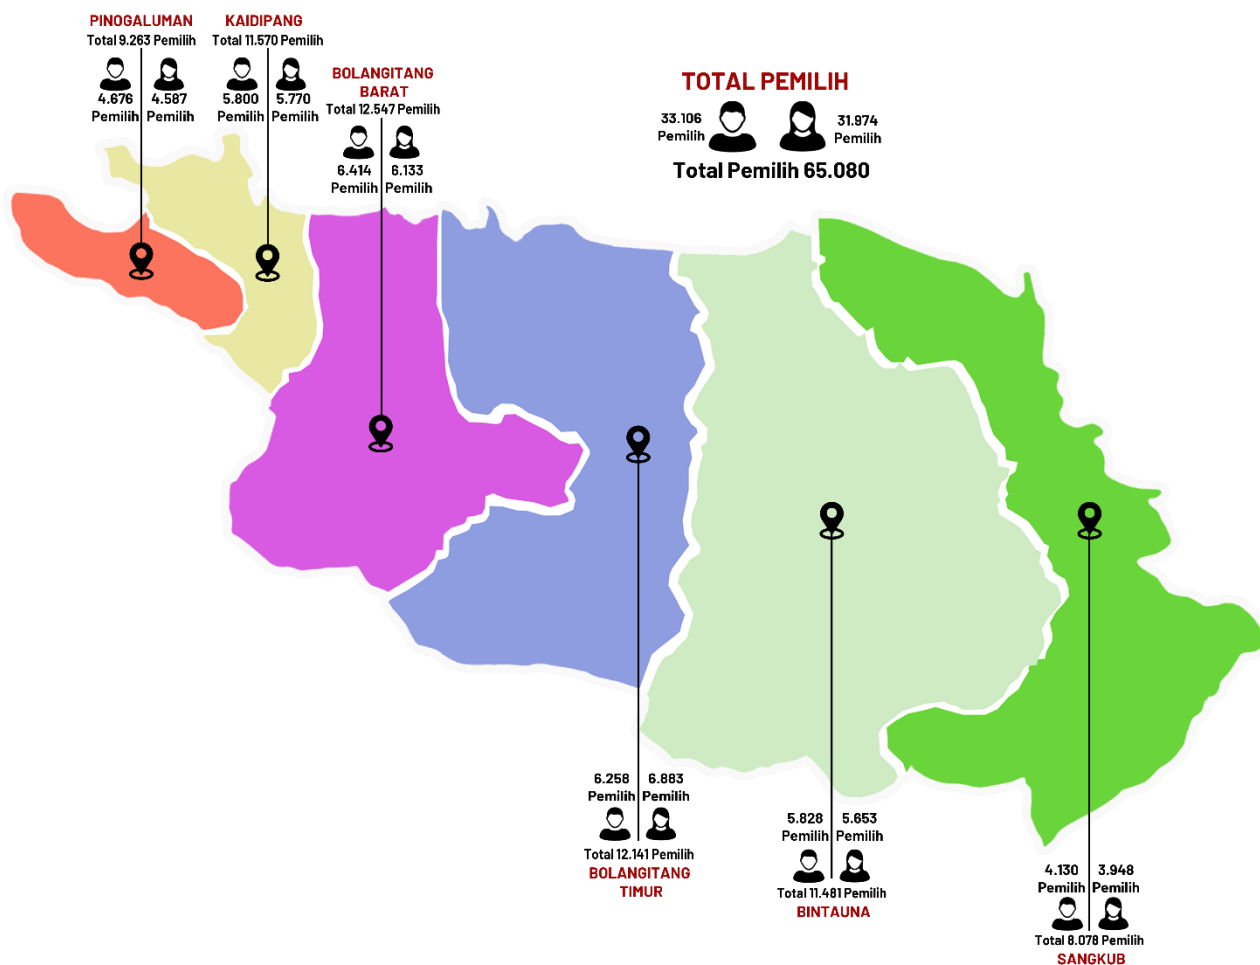 PINOGALUMAN
Total 9.263 Pemilih
4.676
Pemilih
4.587
Pemilih
KAIDIPANG
Total 11.570 Pemilih
5.800
Pemilih
5.770
Pemilih
BOLANGITANG
BARAT
Total 12.547 Pemilih
6.414
Pemilih
6.133
Pemilih
TOTAL PEMILIH
33.106
Pemilih
31.974
Pemilih
Total Pemilih 65.080
6.258
Pemilih
6.883
Pemilih
Total 12.141 Pemilih
BOLANGITANG
TIMUR
5.828
Pemilih
5.653
Pemilih
Total 11.481 Pemilih
BINTAUNA
4.130
Pemilih
3.948
Pemilih
Total 8.078 Pemilih
SANGKUB